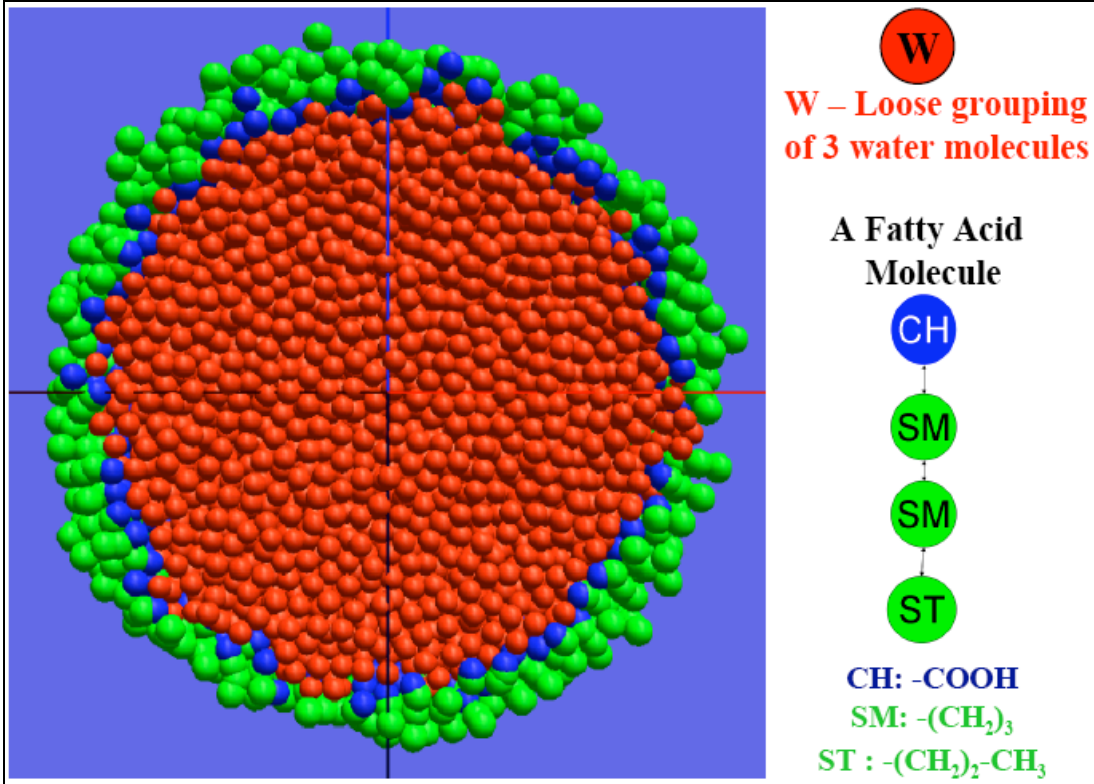 W
W – Loose grouping
of 3 water molecules
A Fatty Acid
Molecule
CH
SM
SM
ST
CH: -COOH
SM: -(CH₂)₃
ST : -(CH₂)₂-CH₃